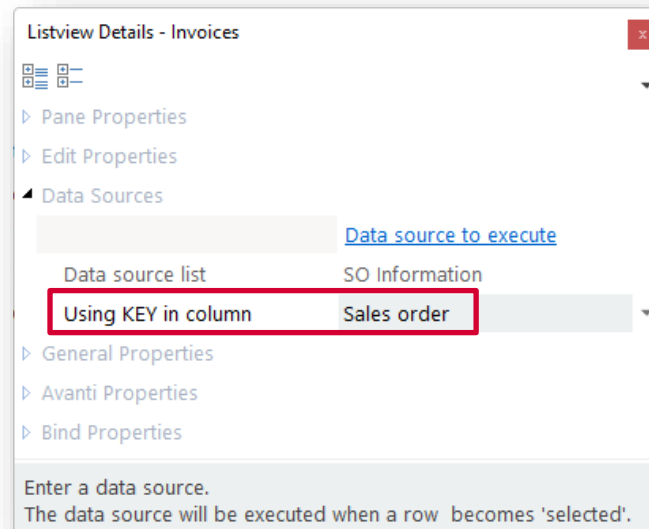 Listview Details - Invoices
x
Pane Properties
Edit Properties
Data Sources
Data source to execute
Data source list SO Information
Using KEY in column Sales order
General Properties
Avanti Properties
Bind Properties
Enter a data source.
The data source will be executed when a row becomes 'selected'.